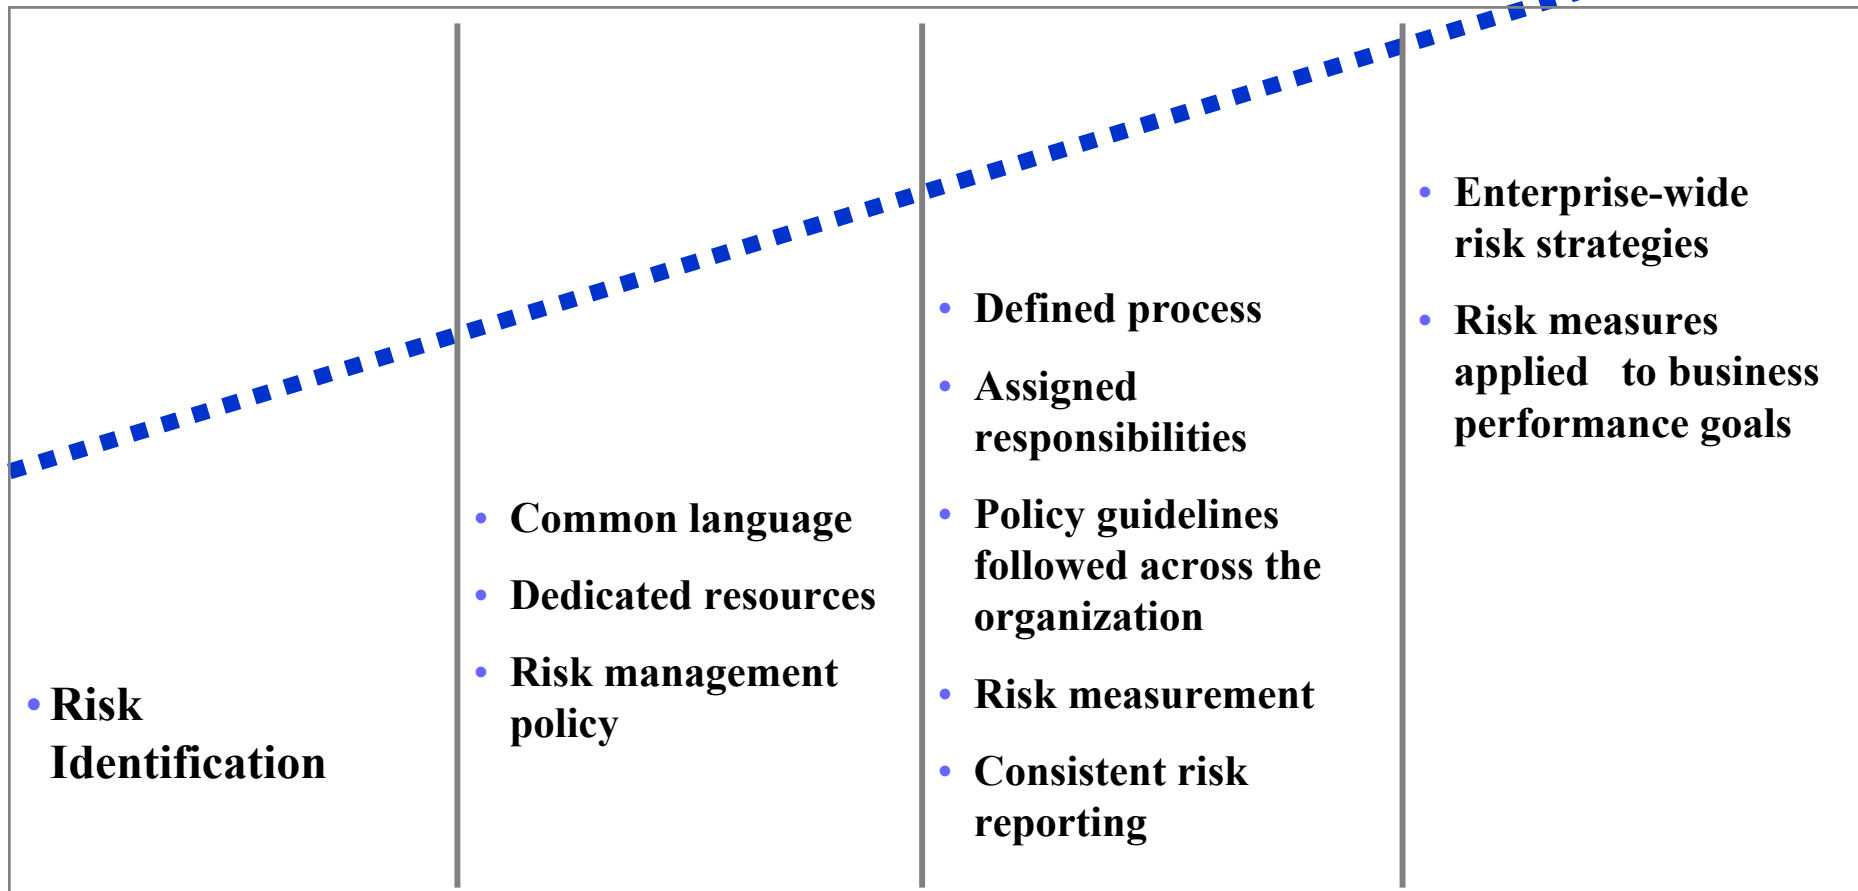 • Risk
Identification
• Common language
• Dedicated resources
• Risk management
policy
• Defined process
• Assigned
responsibilities
• Policy guidelines
followed across the
organization
• Risk measurement
• Consistent risk
reporting
• Enterprise-wide
risk strategies
• Risk measures
applied   to business
performance goals